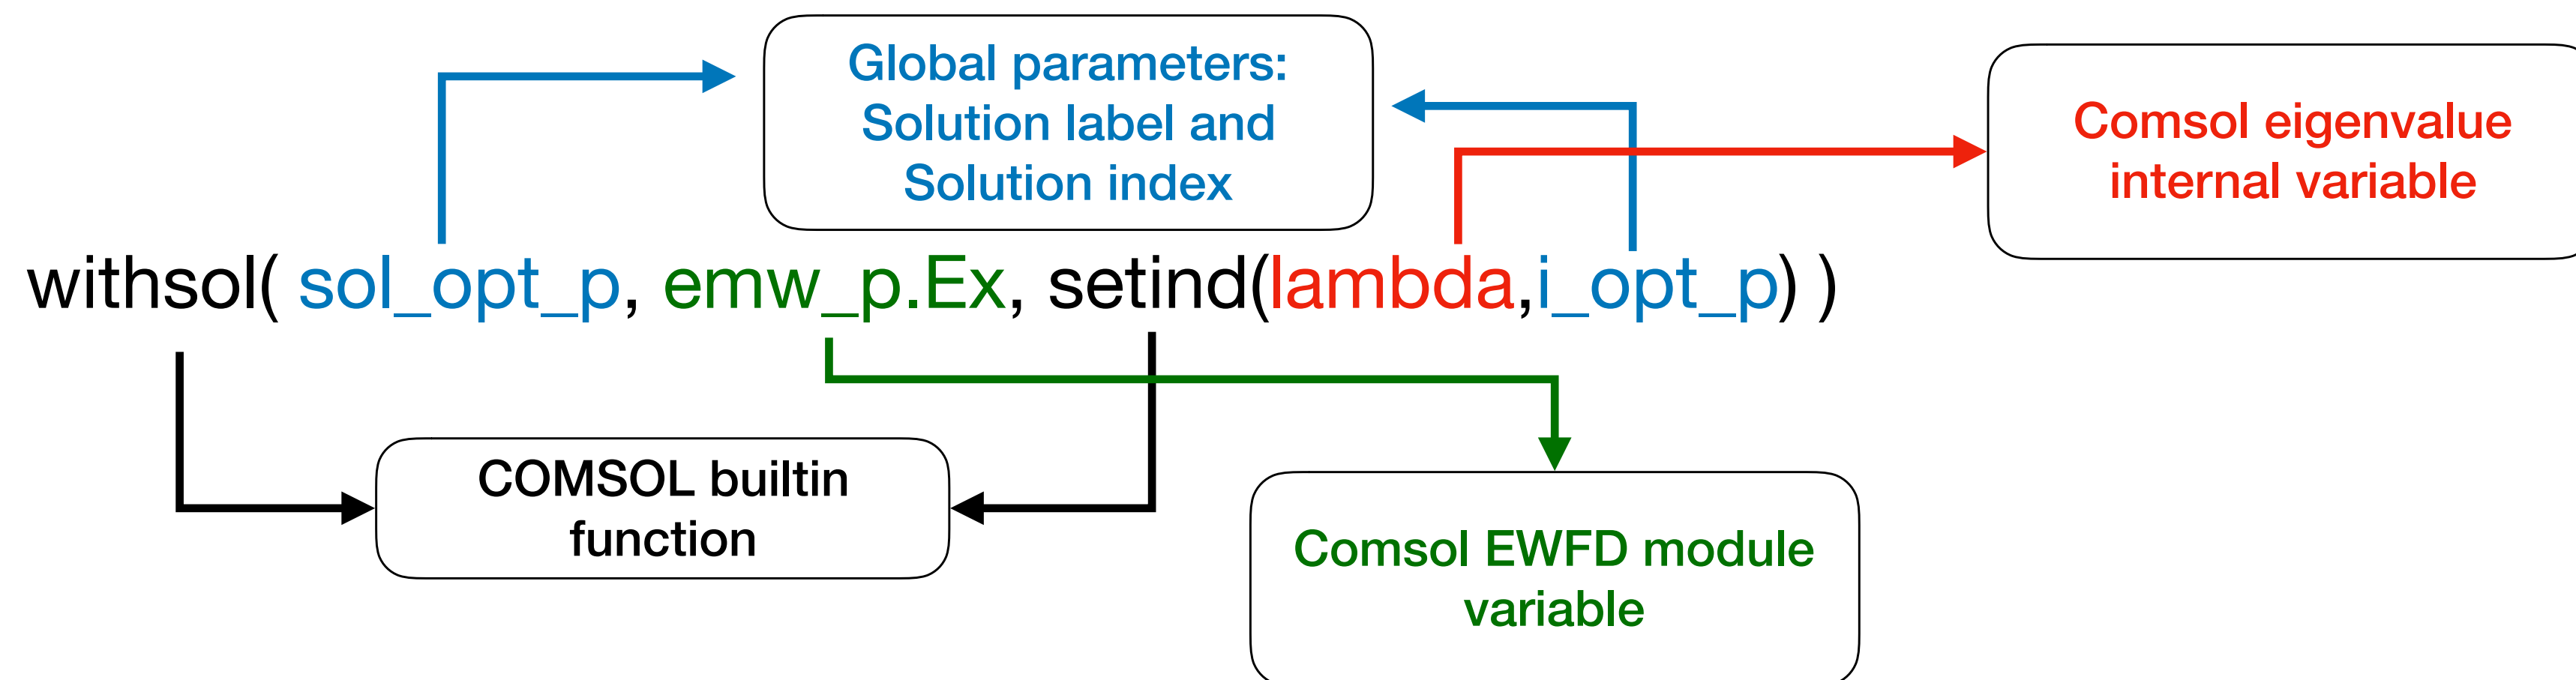 Global parameters:
Solution label and
Solution index
Comsol eigenvalue
internal variable
withsol( sol_opt_p, emw_p.Ex, setind(lambda,i_opt_p) )
COMSOL builtin
function
Comsol EWFD module
variable